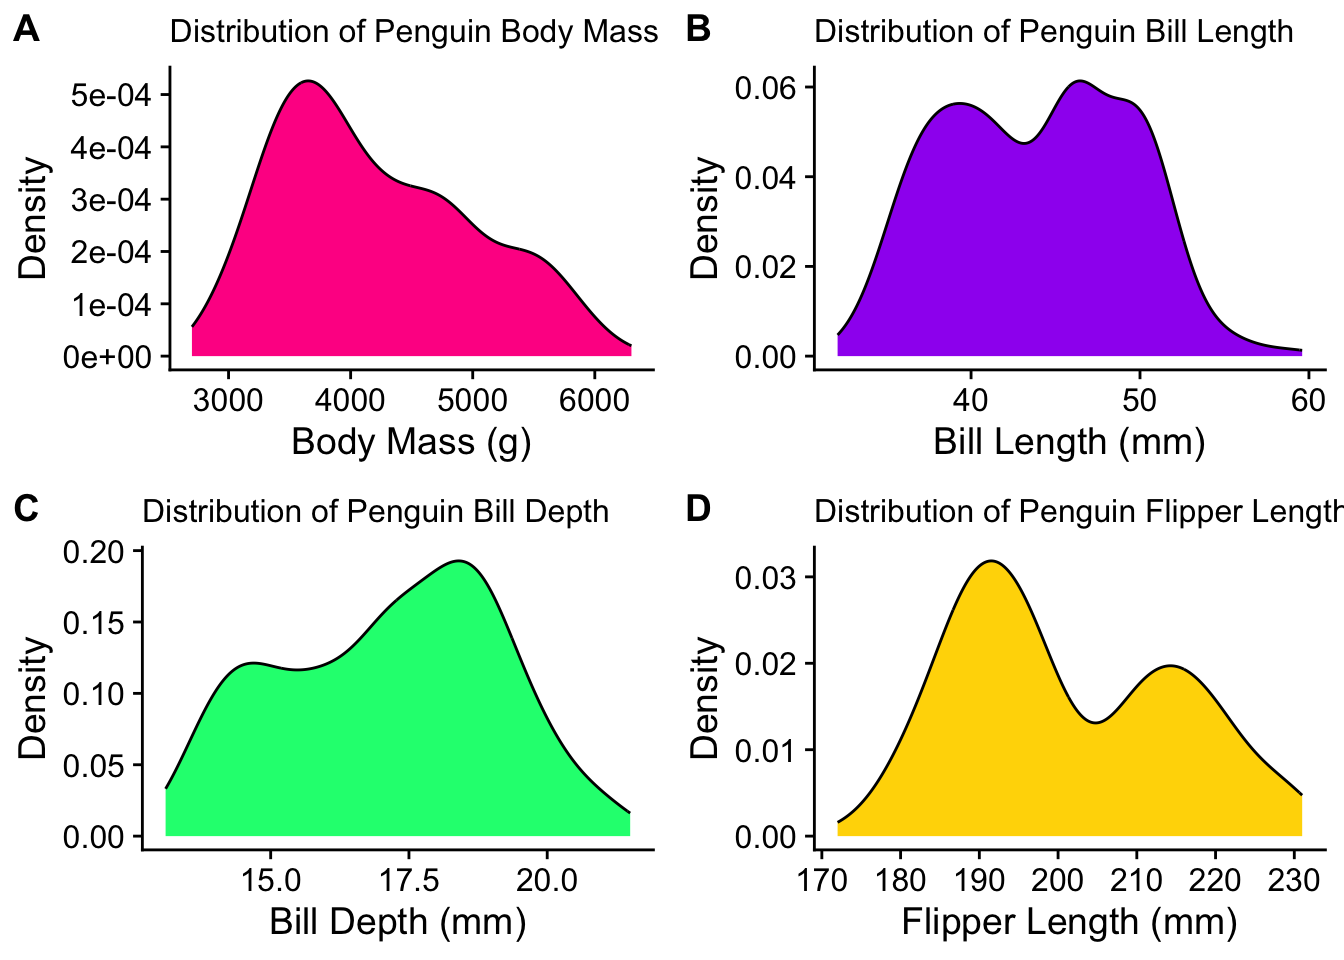 A
Distribution of Penguin Body Mass
Density
5e-04
4e-04
3e-04
2e-04
1e-04
0e+00
3000 4000 5000 6000
Body Mass (g)
B
Distribution of Penguin Bill Length
Density
0.06
0.04
0.02
0.00
40 50 60
Bill Length (mm)
C
Distribution of Penguin Bill Depth
Density
0.20
0.15
0.10
0.05
0.00
15.0 17.5 20.0
Bill Depth (mm)
D
Distribution of Penguin Flipper Length
Density
0.03
0.02
0.01
0.00
170 180 190 200 210 220 230
Flipper Length (mm)